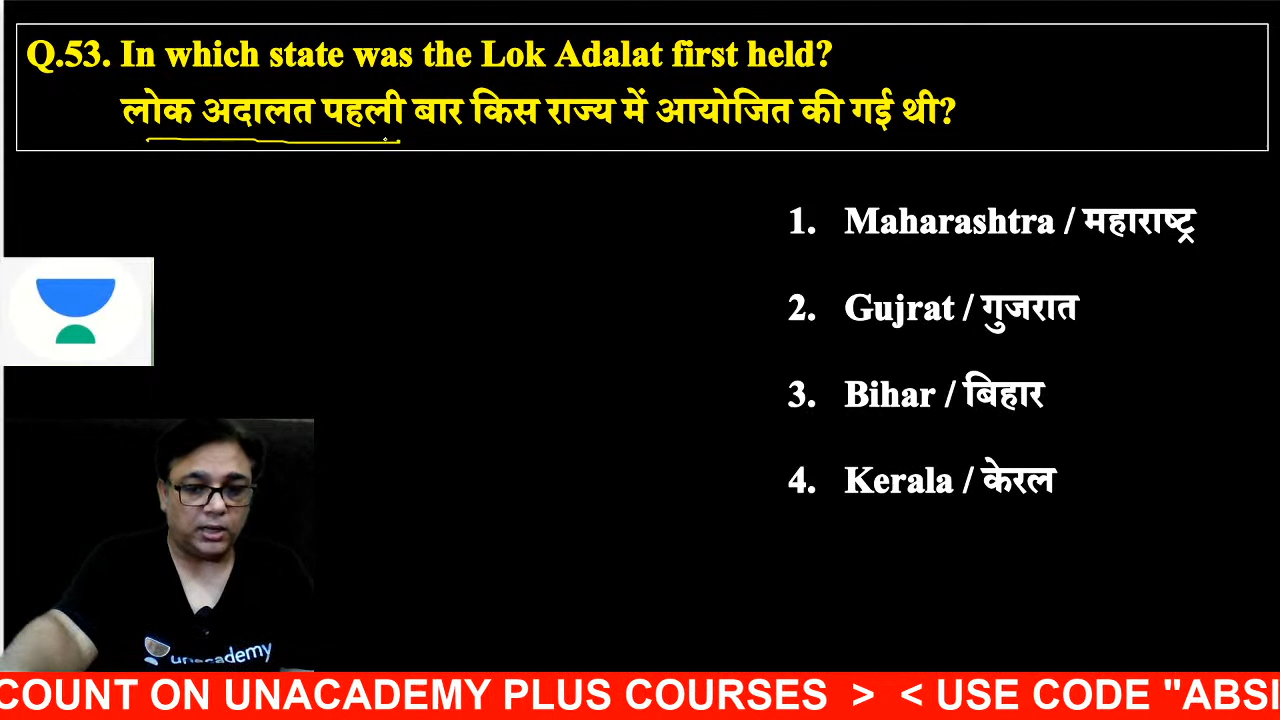 Q.53. In which state was the Lok Adalat first held?
लोक अदालत पहली बार किस राज्य में आयोजित की गई थी?
1. Maharashtra / महाराष्ट्र
2. Gujrat / गुजरात
3. Bihar / बिहार
4. Kerala / केरल
unacademy
COUNT ON UNACADEMY PLUS COURSES > < USE CODE "ABSI